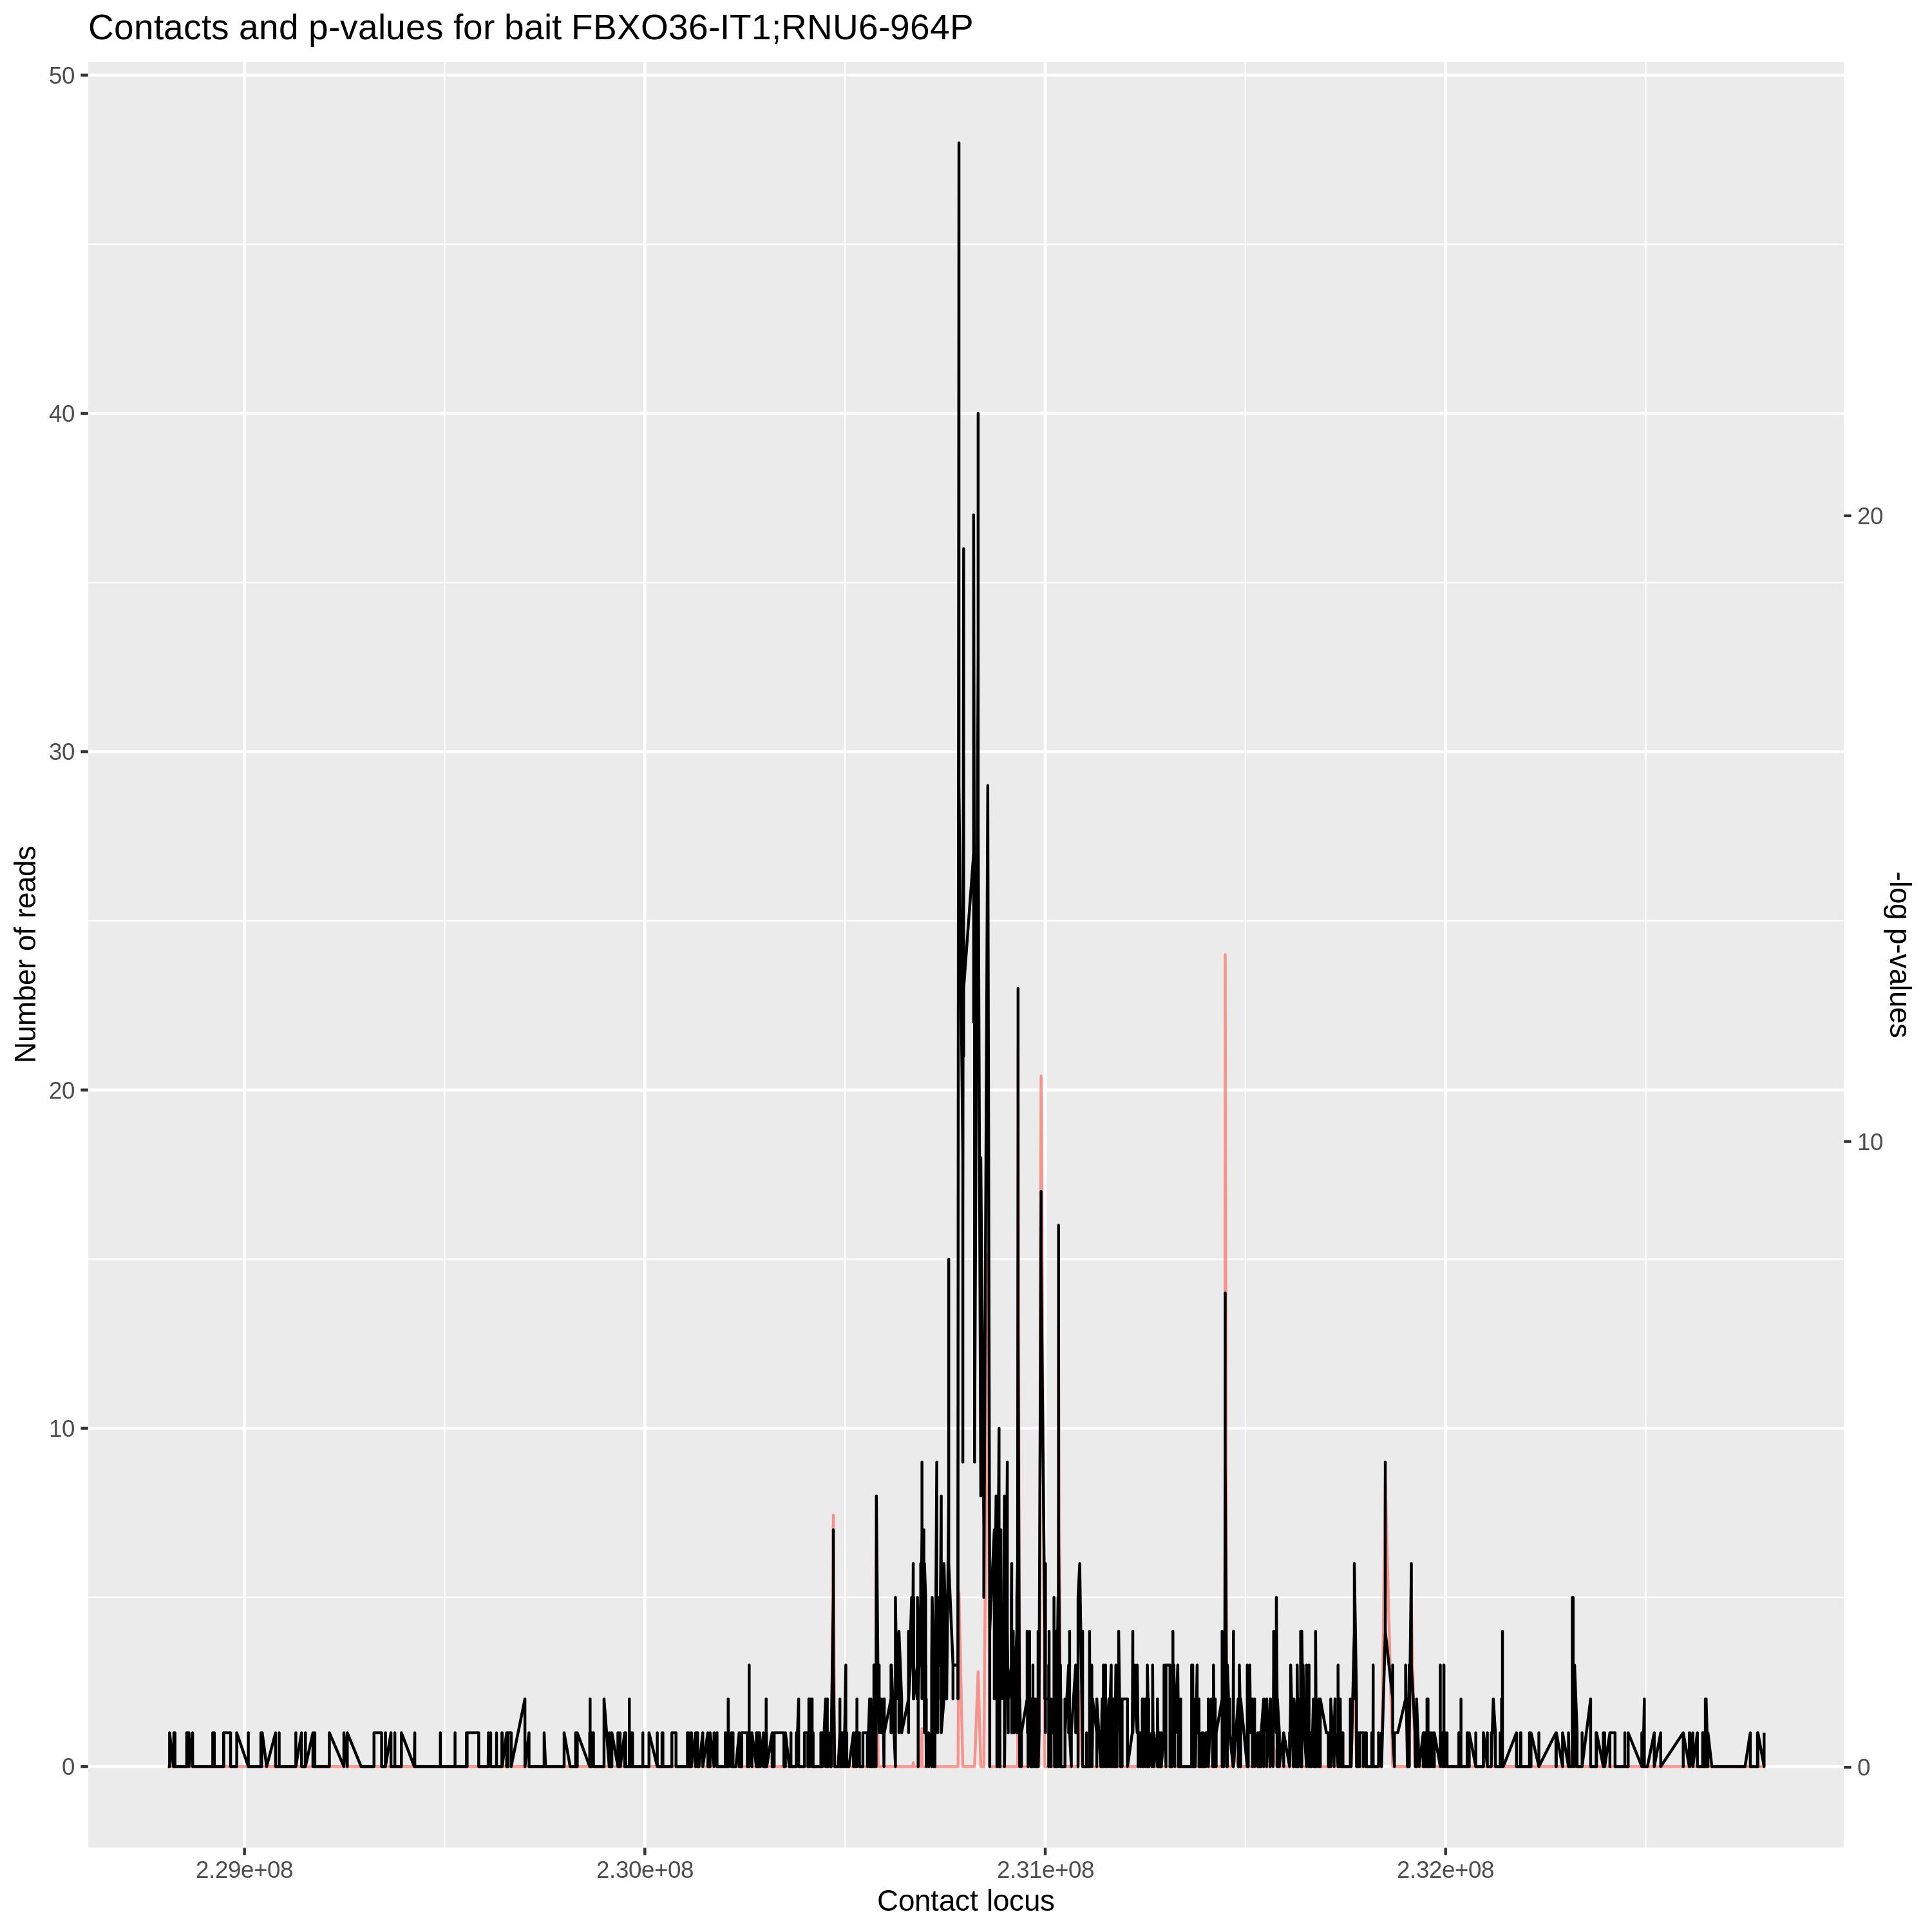 Contacts and p-values for bait FBXO36-IT1;RNU6-964P
50
40
30
20
10
0
Number of reads
20
10
0
-log p-values
2.29e+08 2.30e+08 2.31e+08 2.32e+08
Contact locus